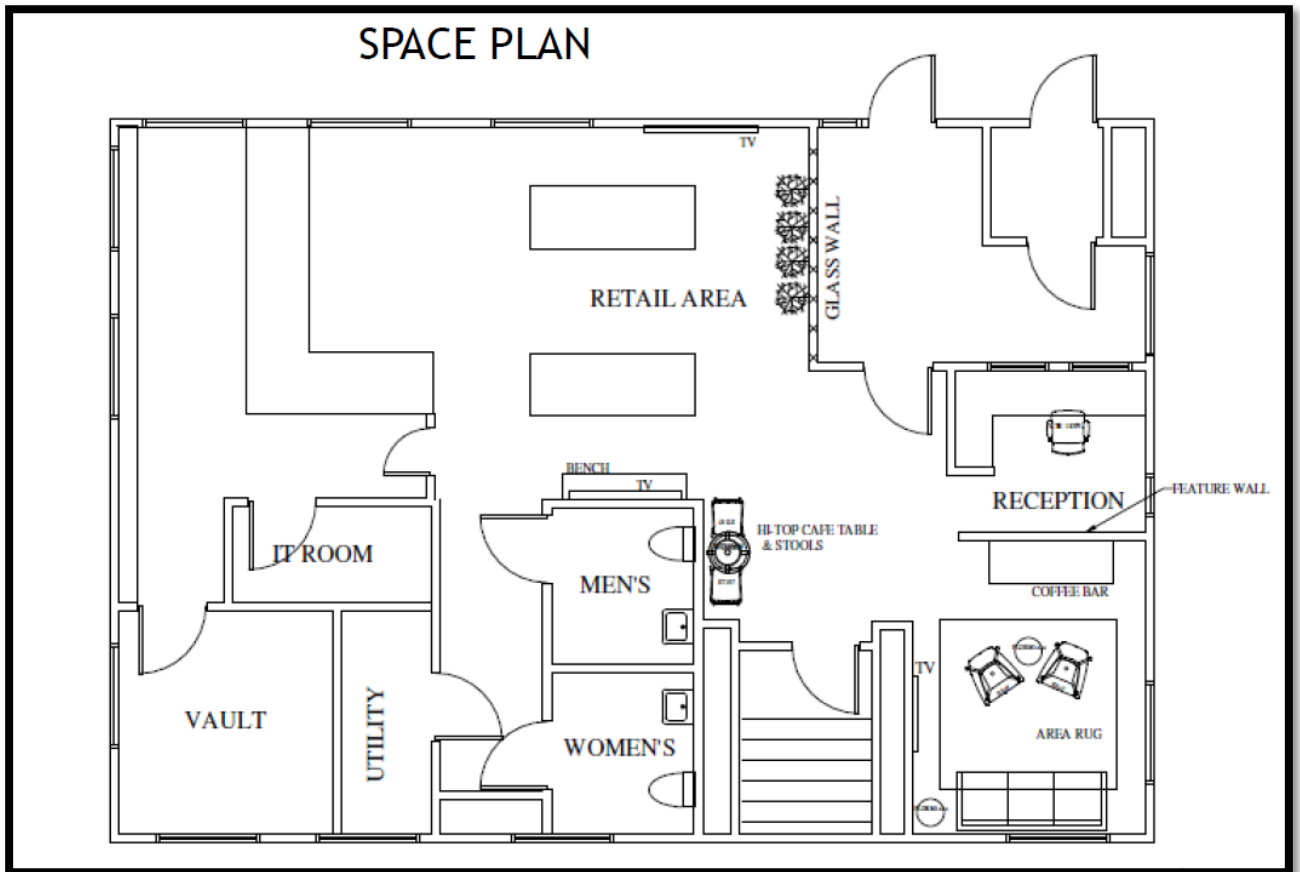 SPACE PLAN
TV
GLASS WALL
RETAIL AREA
BENCH
TV
RECEPTION
FEATURE WALL
HI-TOP CAFE TABLE
& STOOLS
IT ROOM
MEN'S
COFFEE BAR
TV
VAULT
UTILITY
WOMEN'S
AREA RUG